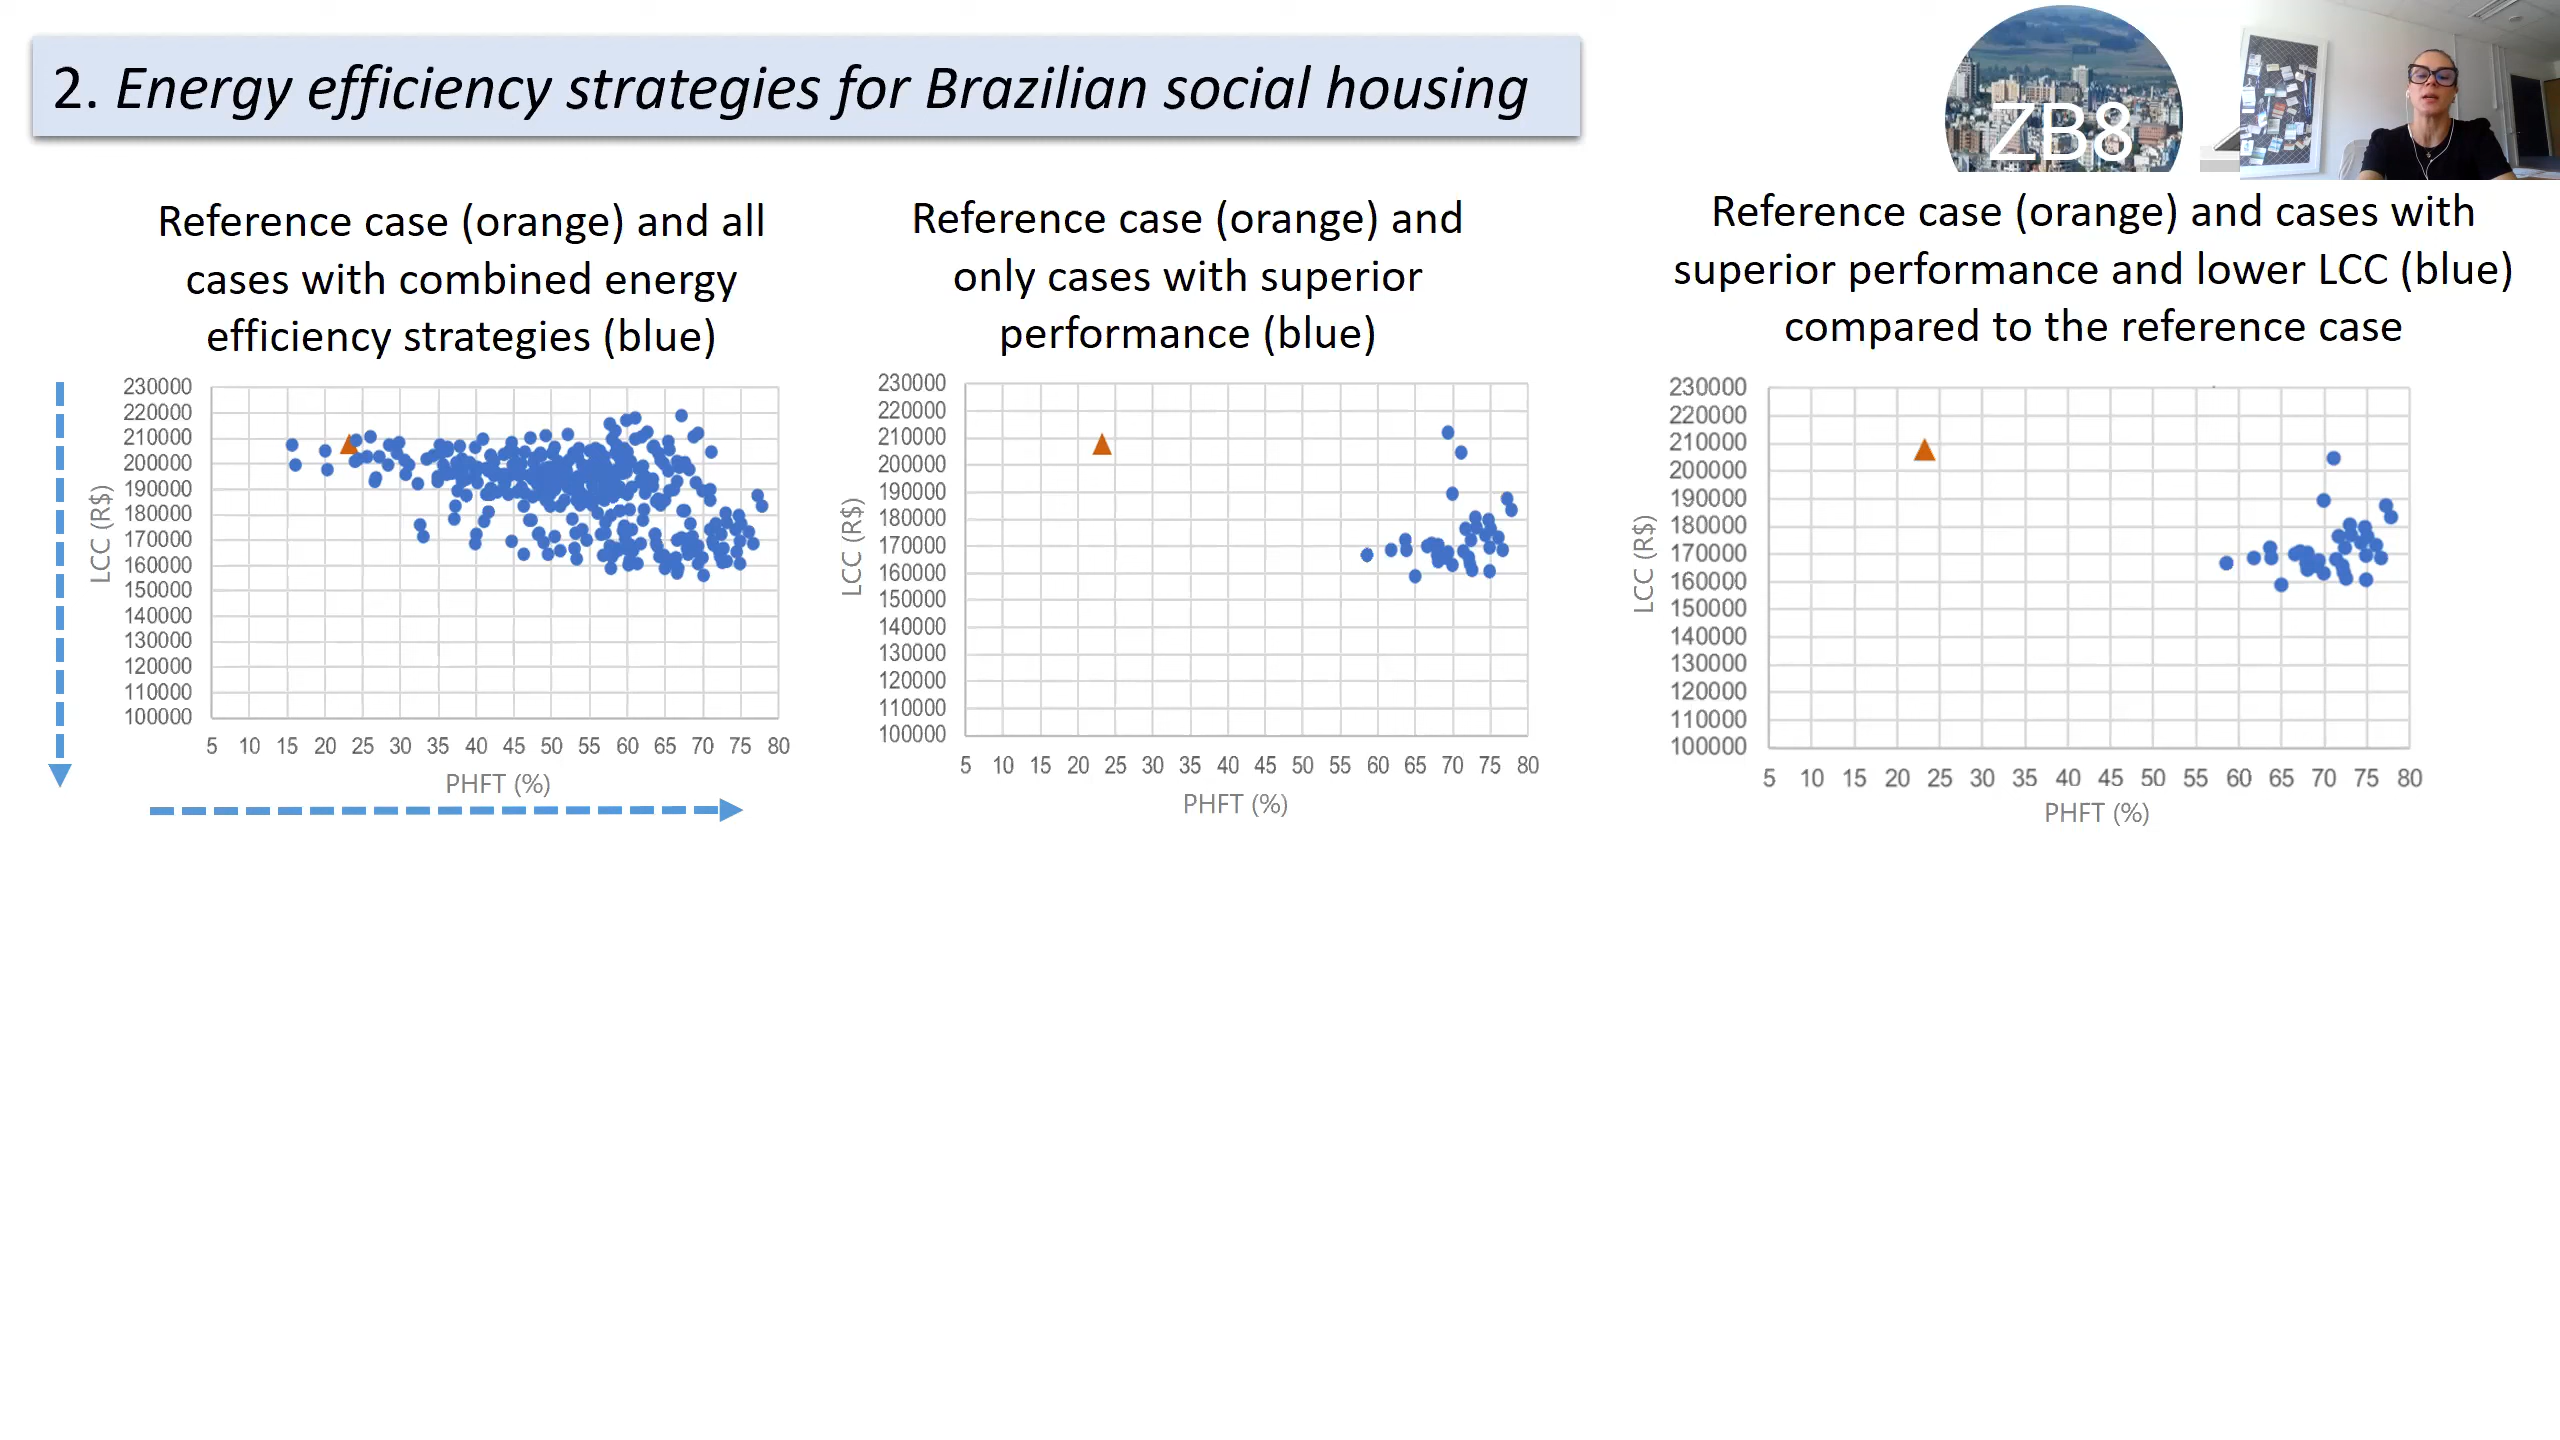 2. Energy efficiency strategies for Brazilian social housing
ZB8
Reference case (orange) and all
cases with combined energy
efficiency strategies (blue)
230000
220000
210000
200000
190000
180000
170000
160000
150000
140000
130000
120000
110000
100000
LCC (R$)
5 10 15 20 25 30 35 40 45 50 55 60 65 70 75 80
PHFT (%)
Reference case (orange) and
only cases with superior
performance (blue)
230000
220000
210000
200000
190000
180000
170000
160000
150000
140000
130000
120000
110000
100000
LCC (R$)
5 10 15 20 25 30 35 40 45 50 55 60 65 70 75 80
PHFT (%)
Reference case (orange) and cases with
superior performance and lower LCC (blue)
compared to the reference case
230000
220000
210000
200000
190000
180000
170000
160000
150000
140000
130000
120000
110000
100000
LCC (R$)
5 10 15 20 25 30 35 40 45 50 55 60 65 70 75 80
PHFT (%)